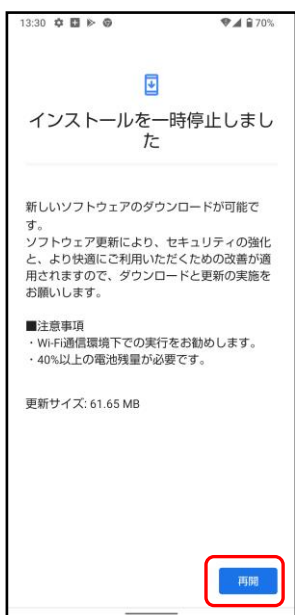 13:30 70%
インストールを一時停止しまし
た
新しいソフトウェアのダウンロードが可能で
す。
ソフトウェア更新により、セキュリティの強化
と、より快適にご利用いただくための改善が適
用されますので、ダウンロードと更新の実施を
お願いします。
■注意事項
・Wi-Fi通信環境下での実行をお勧めします。
・40%以上の電池残量が必要です。
更新サイズ: 61.65 MB
再開